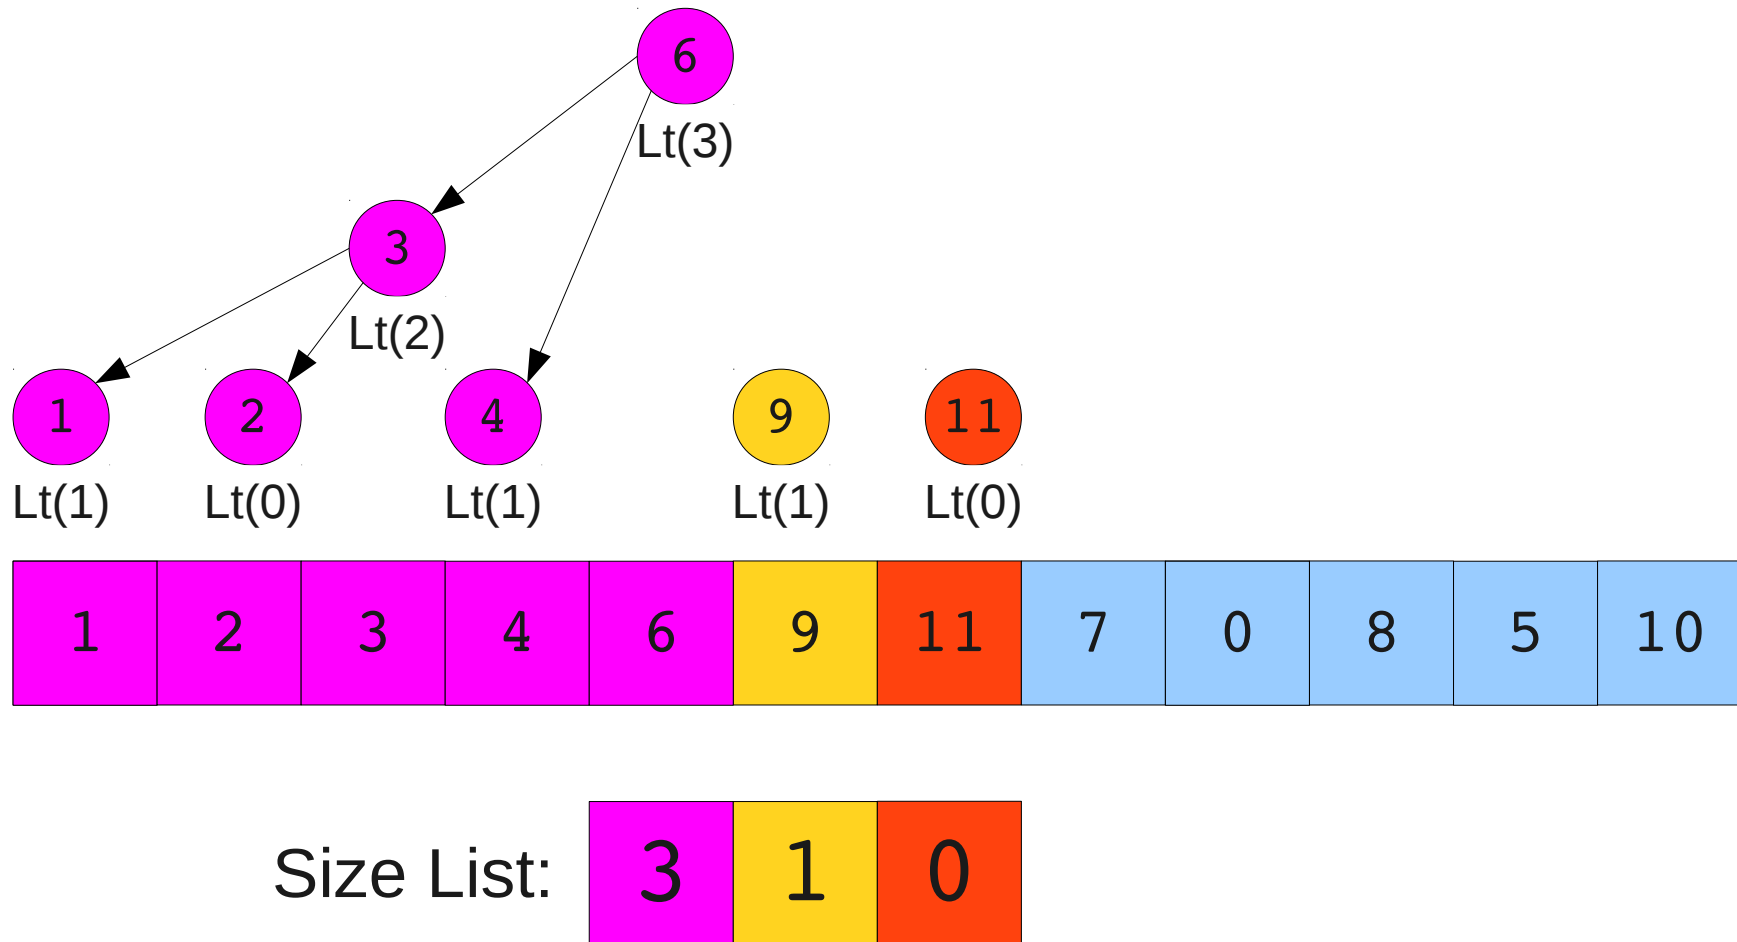 6
Lt(3)
3
Lt(2)
1 2 4 9 11
Lt(1) Lt(0) Lt(1) Lt(1) Lt(0)
1 2 3 4 6 9 11 7 0 8 5 10
Size List: 3 1 0